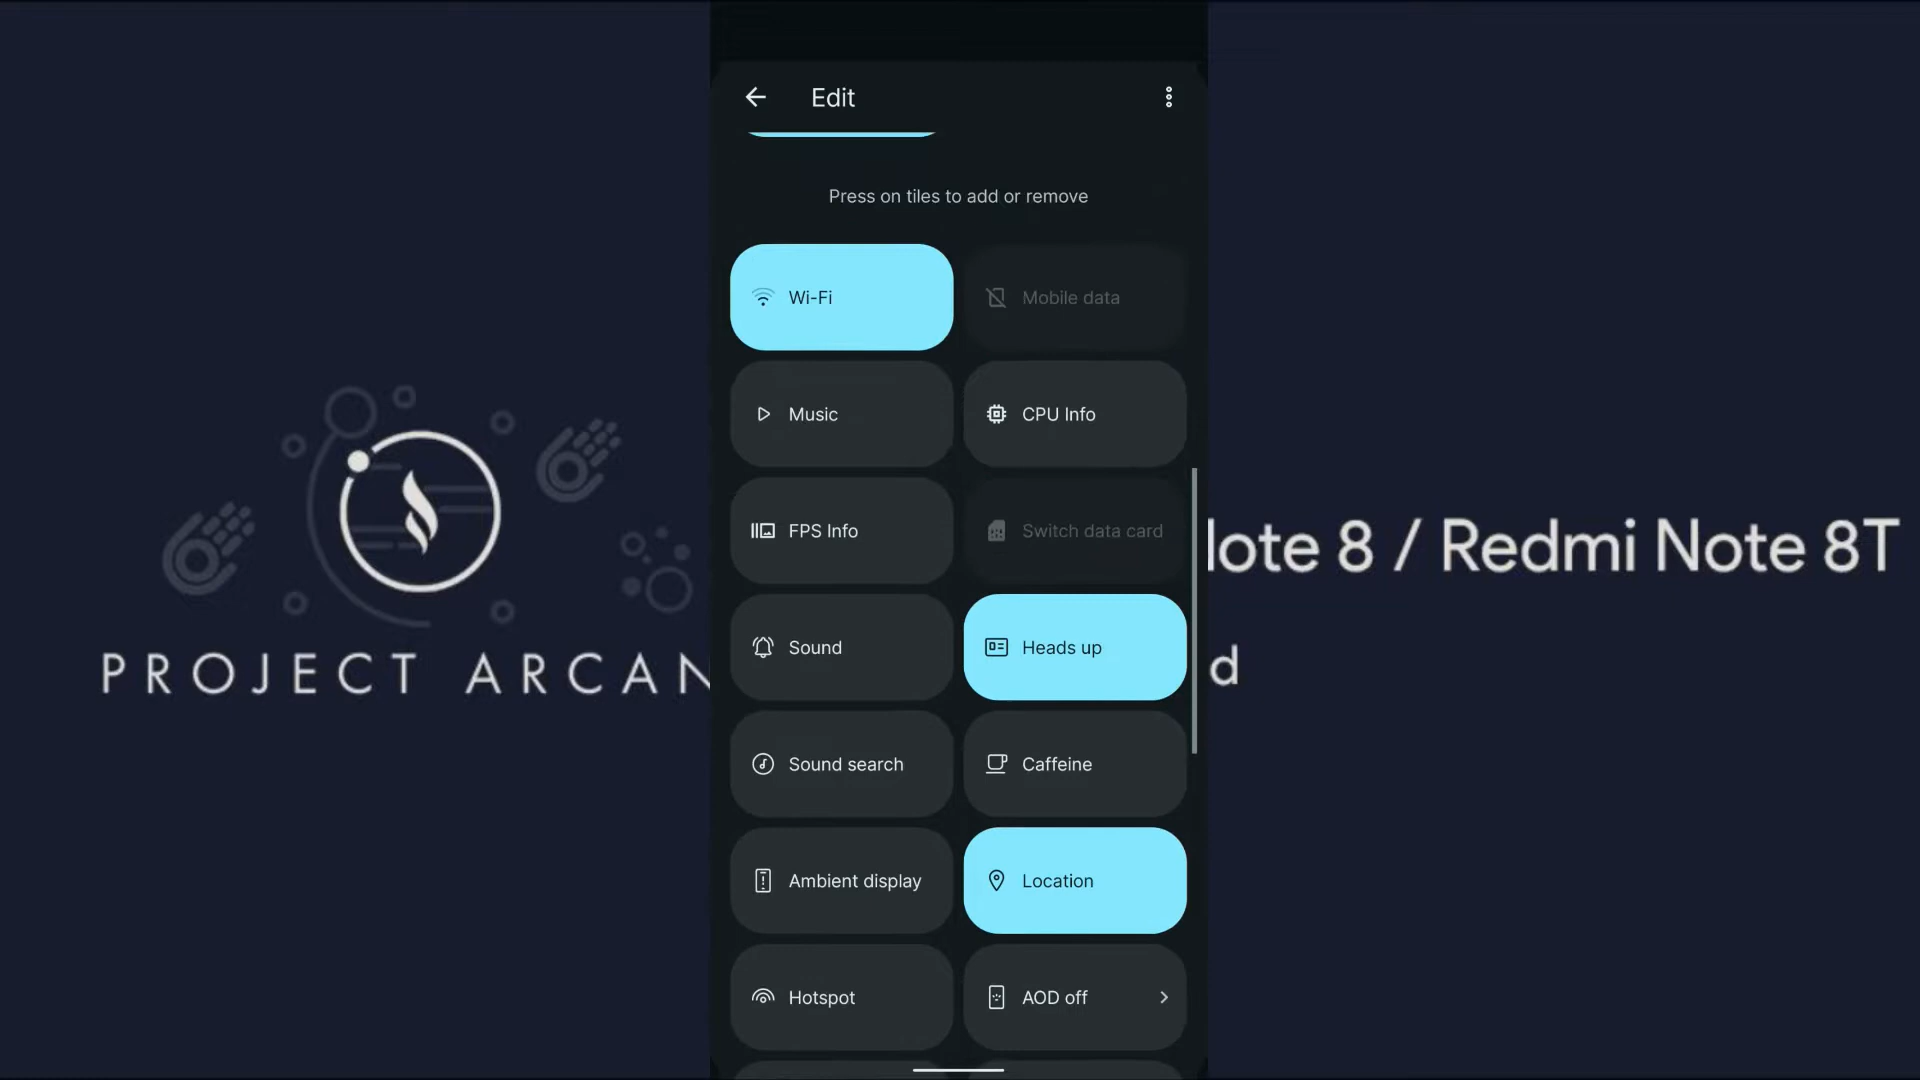 Edit
Press on tiles to add or remove
Wi-Fi
Mobile data
Music
CPU Info
FPS Info
Switch data card
Sound
Heads up
Sound search
Caffeine
Ambient display
Location
Hotspot
AOD off
PROJECT ARCAN
ote 8 / Redmi Note 8T
d